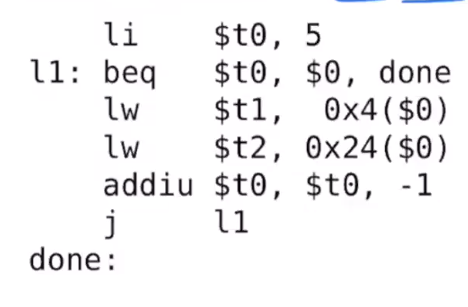 li $t0, 5
l1: beq $t0, $0, done
lw $t1, 0x4($0)
lw $t2, 0x24($0)
addiu $t0, $t0, -1
j l1
done: